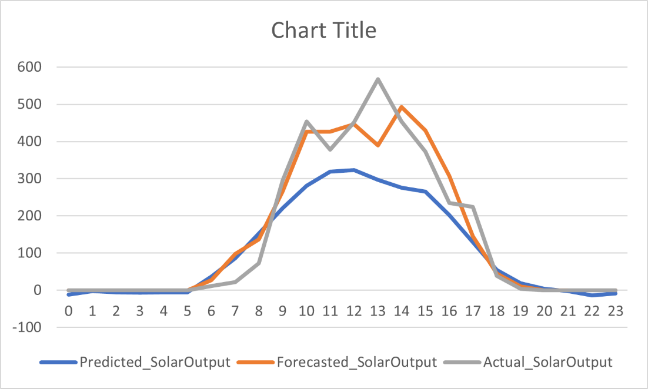 Chart Title
600
500
400
300
200
100
0
-100
0 1 2 3 4 5 6 7 8 9 10 11 12 13 14 15 16 17 18 19 20 21 22 23
Predicted_SolarOutput Forecasted_SolarOutput Actual_SolarOutput